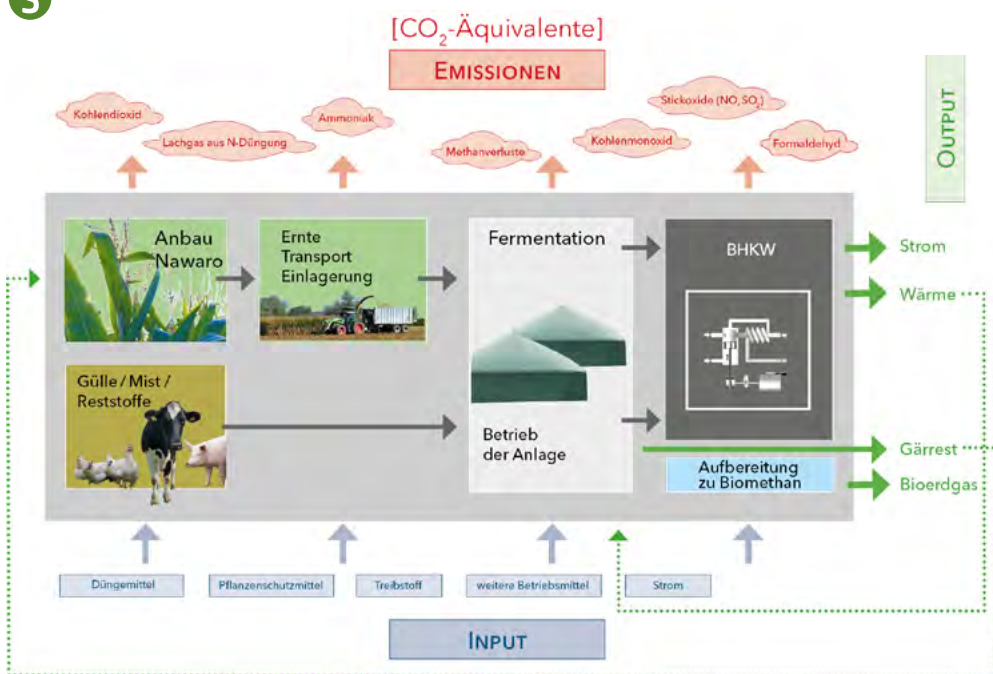 3
[CO₂-Äquivalente]
EMISSIONEN
Kohlendioxid
Lachgas aus N-Düngung
Ammoniak
Methanverluste
Kohlenmonoxid
Stickoxide (NO, SO₂)
Formaldehyd
OUTPUT
Anbau
Nawaro
Ernte
Transport
Einlagerung
Fermentation
BHKW
Strom
Wärme
Gülle / Mist /
Reststoffe
Betrieb
der Anlage
Aufbereitung
zu Biomethan
Gärrest
Bioerdgas
Düngemittel
Pflanzenschutzmittel
Treibstoff
weitere Betriebsmittel
Strom
INPUT